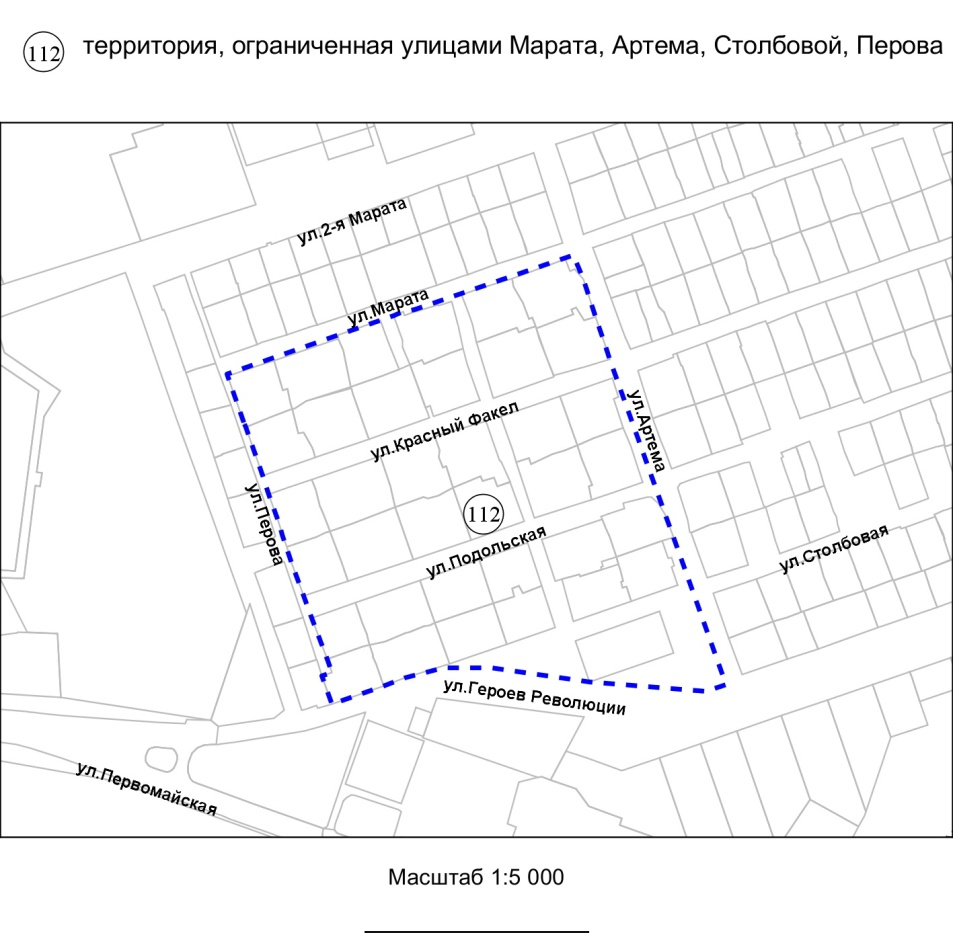 112 территория, ограниченная улицами Марата, Артема, Столбовой, Перова
ул.2-я Марата
ул.Марата
ул.Красный Факел
ул.Артема
ул.Перова
112
ул.Подольская
ул.Столбовая
ул.Героев Революции
ул.Первомайская
Масштаб 1:5 000